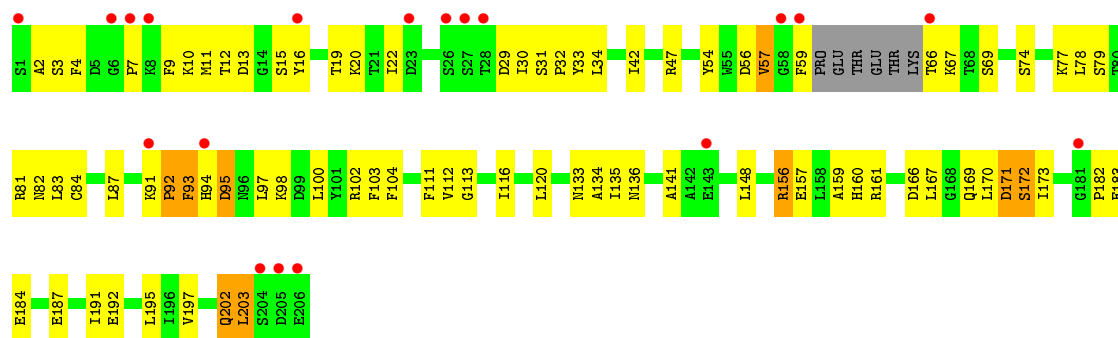 S1 A2 S3 F4 D5 G6 P7 K8 F9 K10 M11 T12 D13 G14 S15 Y16 T19 K20 T21 I22 D23 S26 S27 T28 D29 I30 S31 P32 Y33 L34 I42 R47 Y54 W55 D56 V57 G58 F59 PRO GLU THR GLU THR LYS T66 K67 T68 S69 S74 K77 L78 S79
R81 N82 L83 C84 L87 K91 P92 F93 H94 D95 N96 L97 K98 D99 L100 Y101 R102 F103 F104 F111 V112 G113 I116 L120 N133 A134 I135 N136 A141 A142 E143 L148 R156 E157 L158 A159 H160 R161 D166 L167 G168 Q169 L170 D171 S172 I173 G181 P182
E184 E187 I191 E192 L195 I196 V197 Q202 L203 S204 D205 E206